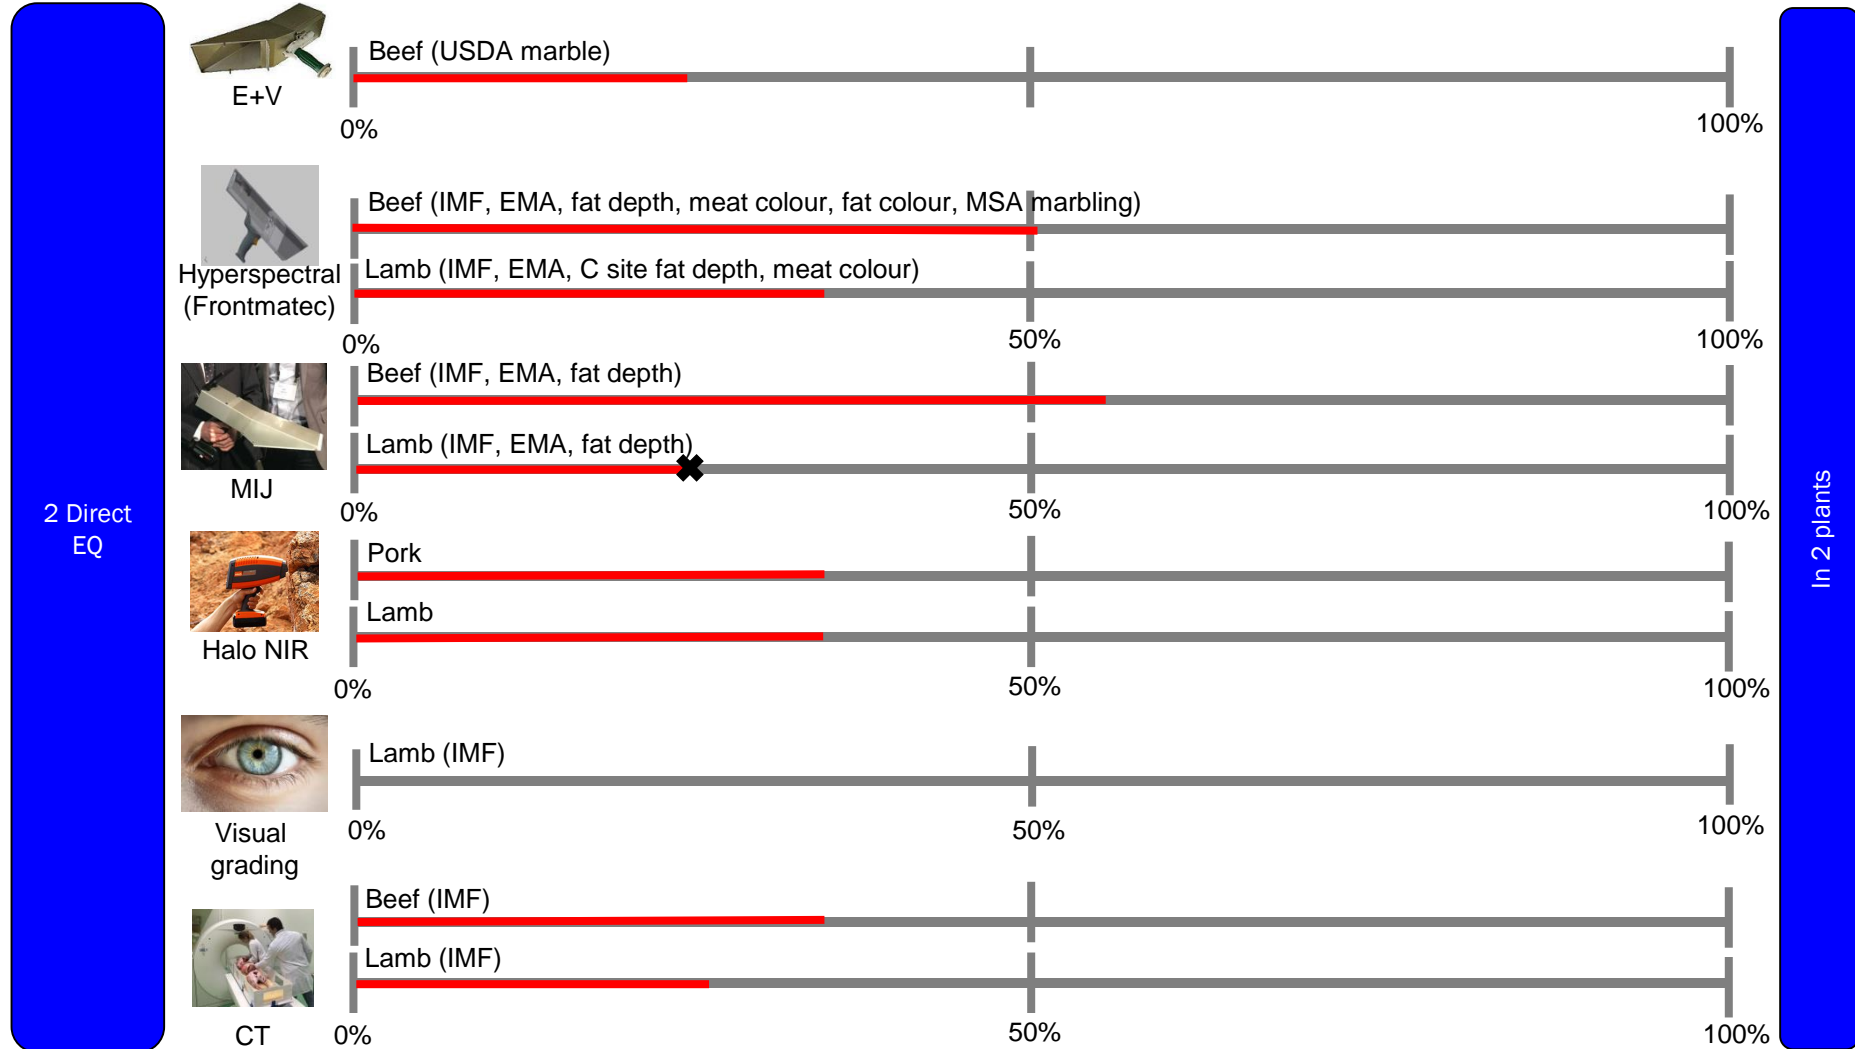 2 Direct
EQ
E+V
Beef (USDA marble)
0%
100%
Hyperspectral
(Frontmatec)
Beef (IMF, EMA, fat depth, meat colour, fat colour, MSA marbling)
Lamb (IMF, EMA, C site fat depth, meat colour)
0%
50%
100%
MIJ
Beef (IMF, EMA, fat depth)
Lamb (IMF, EMA, fat depth)
0%
50%
100%
Halo NIR
Pork
Lamb
0%
50%
100%
Visual
grading
Lamb (IMF)
0%
50%
100%
CT
Beef (IMF)
Lamb (IMF)
0%
50%
100%
In 2 plants